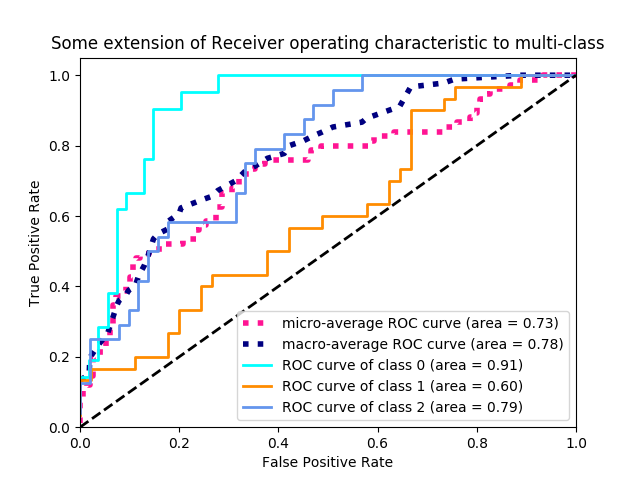 Some extension of Receiver operating characteristic to multi-class
1.0
0.8
0.6
0.4
0.2
0.0
True Positive Rate
micro-average ROC curve (area = 0.73)
macro-average ROC curve (area = 0.78)
ROC curve of class 0 (area = 0.91)
ROC curve of class 1 (area = 0.60)
ROC curve of class 2 (area = 0.79)
0.0 0.2 0.4 0.6 0.8 1.0
False Positive Rate